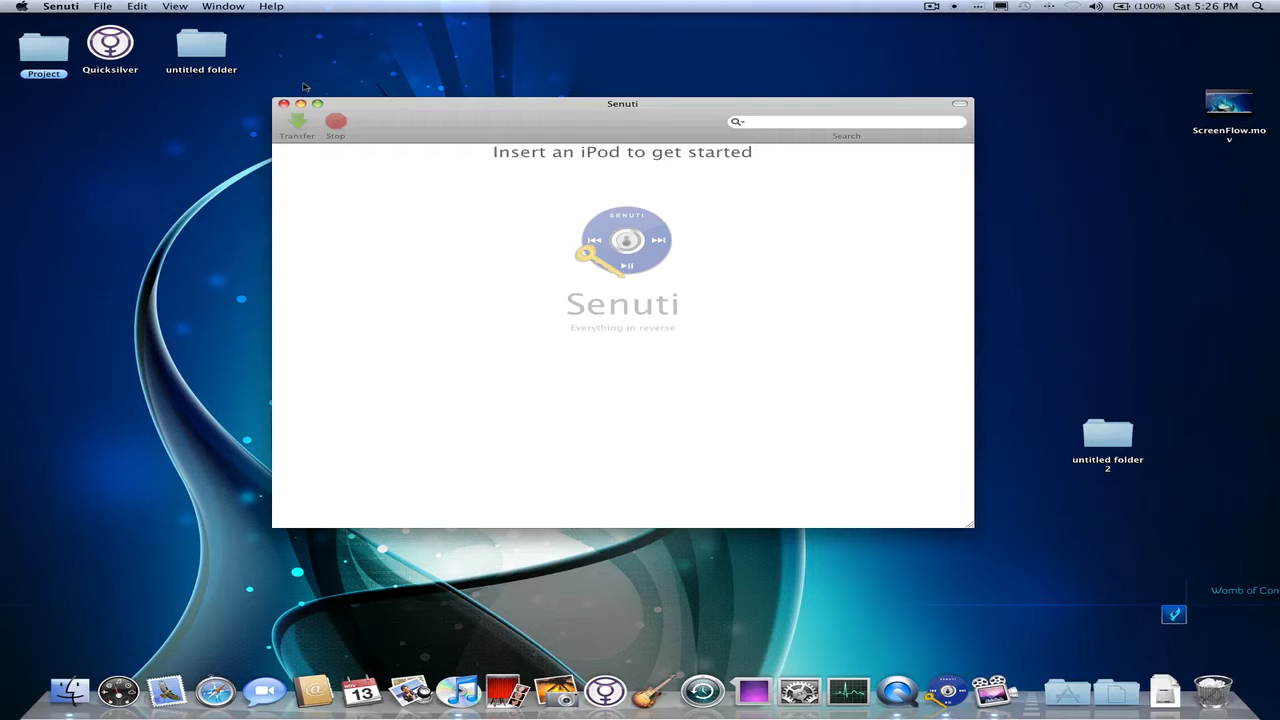 Senuti File Edit View Window Help (100%) Sat 5:26 PM
Project
Quicksilver
untitled folder
ScreenFlow.mo
v
Senuti
Transfer Stop Search
Insert an iPod to get started
SENUTI
Senuti
Everything in reverse
untitled folder
2
Womb of Con
NOV
13
SENUTI